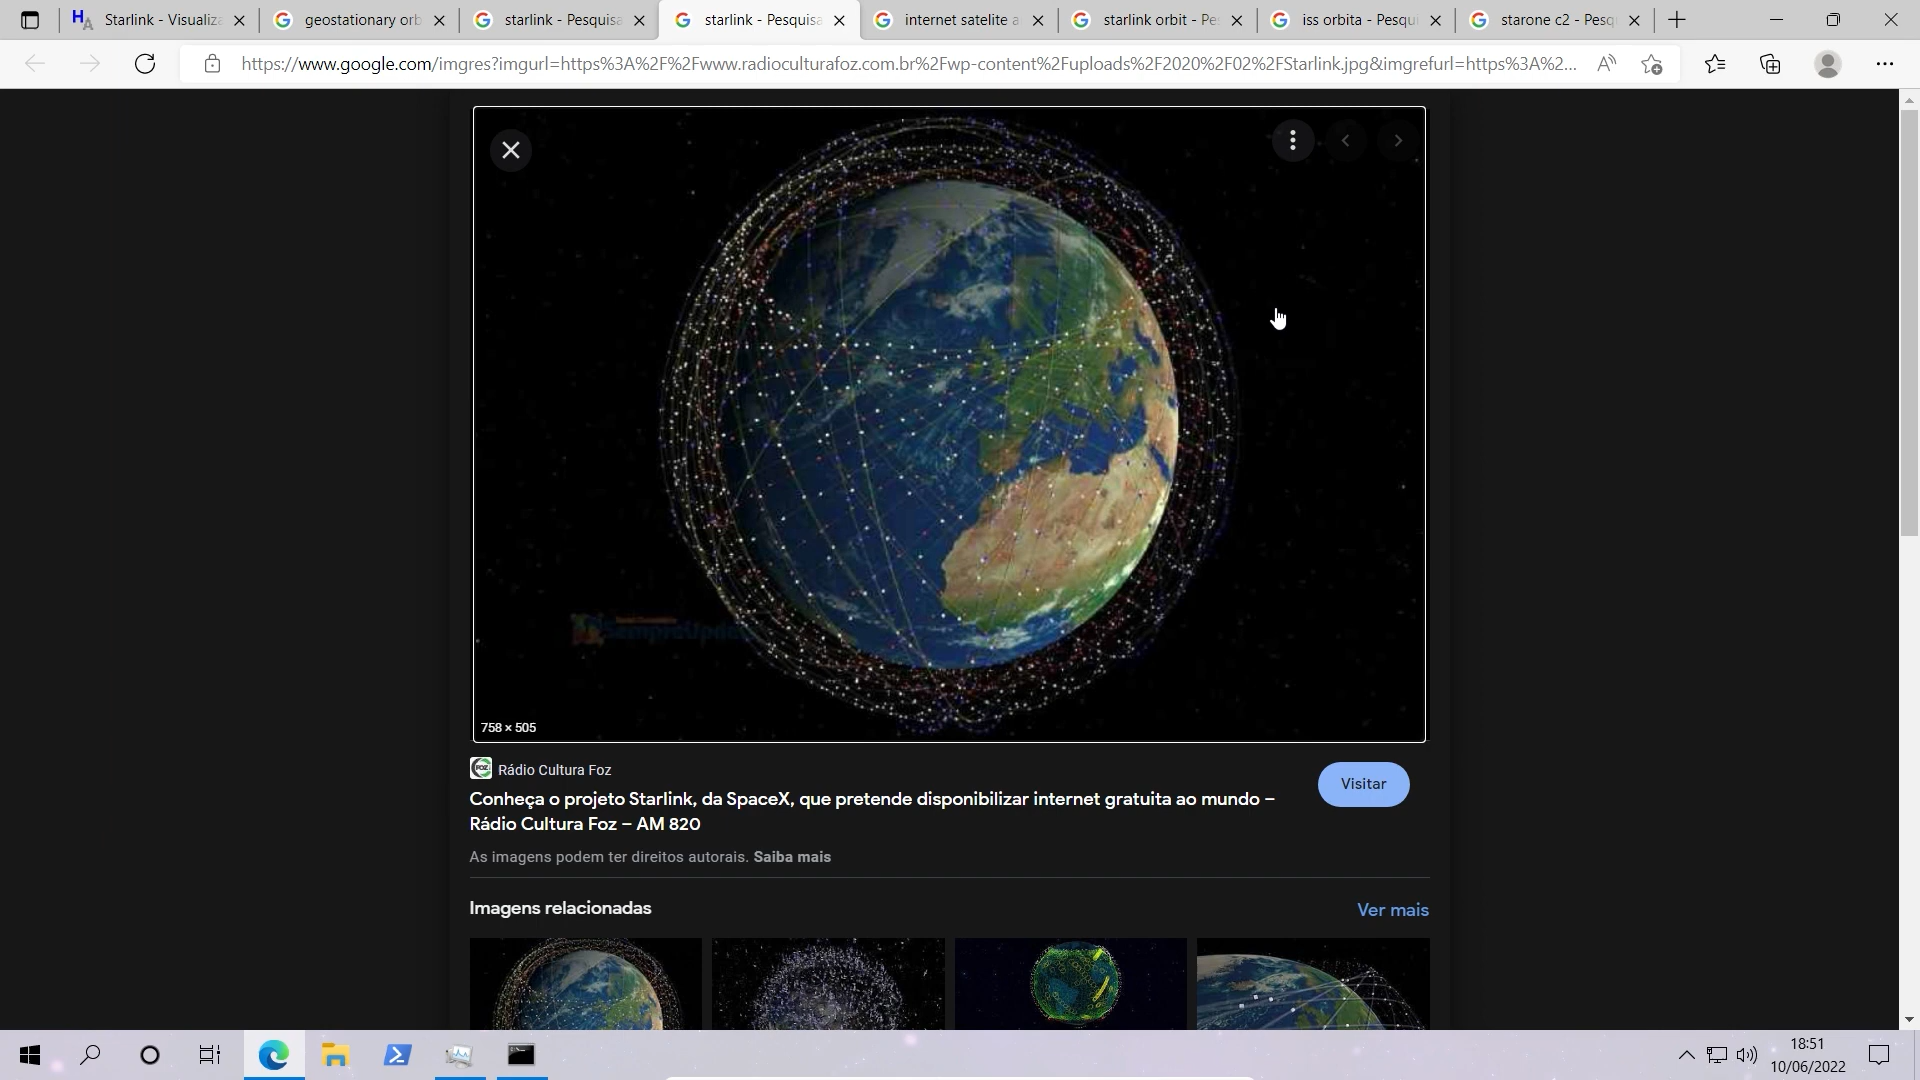 Starlink - Visualiza
geostationary orb
starlink - Pesquisa
starlink - Pesquisa
internet satelite a
starlink orbit - Pe
iss orbita - Pesqui
starone c2 - Pesq
https://www.google.com/imgres?imgurl=https%3A%2F%2Fwww.radioculturafoz.com.br%2Fwp-content%2Fuploads%2F2020%2F02%2FStarlink.jpg&imgrefurl=https%3A%2...
758 × 505
FOZ Rádio Cultura Foz
Visitar
Conheça o projeto Starlink, da SpaceX, que pretende disponibilizar internet gratuita ao mundo –
Rádio Cultura Foz – AM 820
As imagens podem ter direitos autorais. Saiba mais
Imagens relacionadas
Ver mais
18:51
10/06/2022